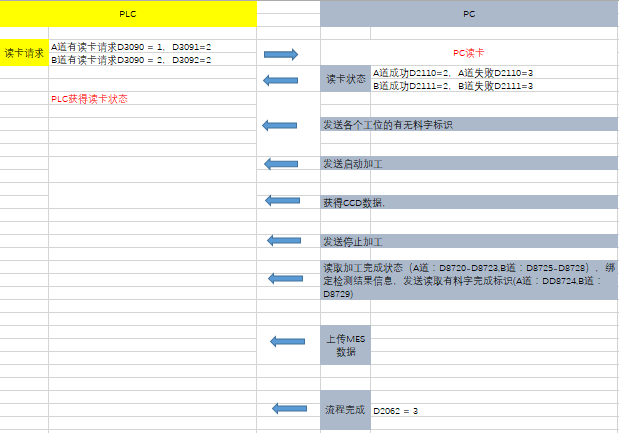 PLC
PC
读卡请求
A道有读卡请求D3090 = 1，D3091=2
B道有读卡请求D3090 = 2，D3092=2
PC读卡
读卡状态
A道成功D2110=2，A道失败D2110=3
B道成功D2111=2，B道失败D2111=3
PLC获得读卡状态
发送各个工位的有无料字标识
发送启动加工
获得CCD数据，
发送停止加工
读取加工完成状态（A道：D8720-D8723,B道：D8725-D8728），绑
定检测结果信息，发送读取有料字完成标识(A道：DD8724,B道：
D8729)
上传MES
数据
流程完成
D2062 = 3